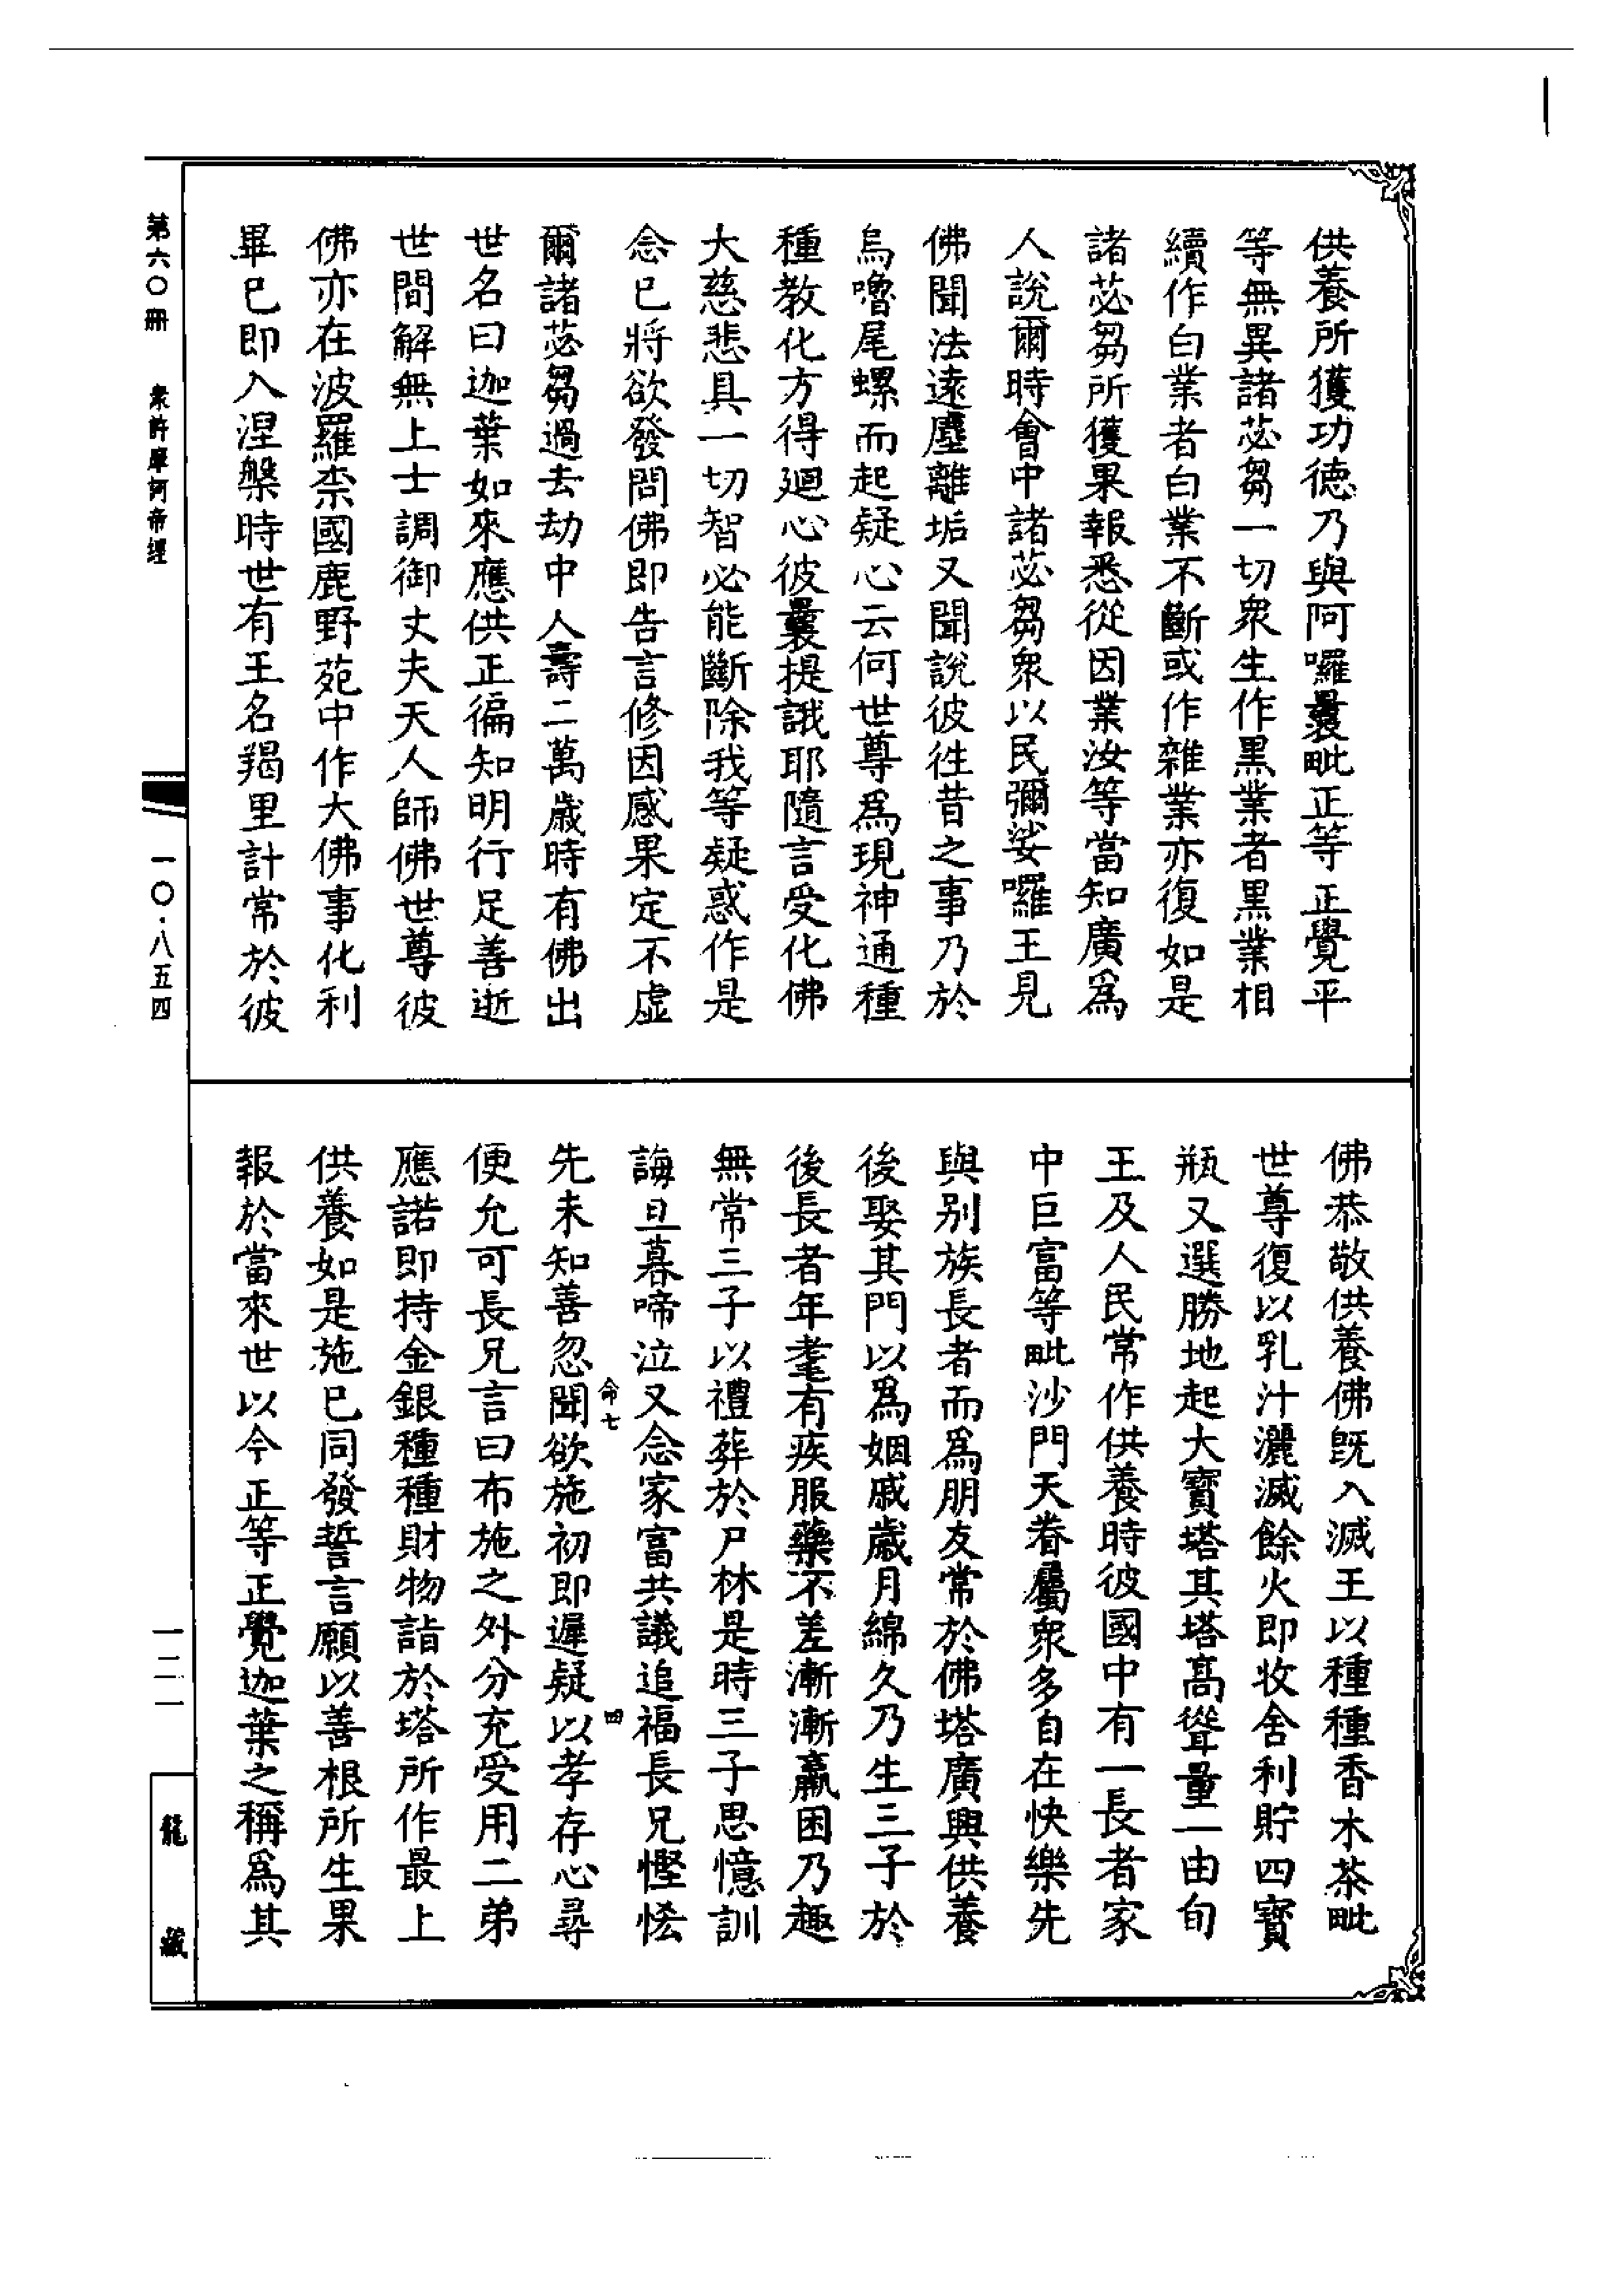 供養所獲功德乃與阿囉曩毗正等正覺平
等無異諸苾芻一切衆生作黑業者黑業相
續作白業者白業不斷或作雜業亦復如是
諸苾芻所獲果報悉從因業汝等當知廣爲
人說爾時會中諸苾芻衆以民彌娑囉王見
佛聞法遠塵離垢又聞說彼徃昔之事乃於
烏嚕尾螺而起疑心云何世尊爲現神通種
種教化方得廻心彼曩提誐耶隨言受化佛
大慈悲具一切智必能斷除我等疑惑作是
念已將欲發問佛即告言修因感果定不虛
爾諸苾芻過去劫中人壽二萬歲時有佛出
世名曰迦葉如來應供正徧知明行足善逝
世間解無上士調御丈夫天人師佛世尊彼
佛亦在波羅柰國鹿野苑中作大佛事化利
畢已即入涅槃時世有王名羯里計常於彼
佛恭敬供養佛旣入滅王以種種香木茶毗
世尊復以乳汁灑滅餘火即收舍利貯四寶
瓶又選勝地起大寶塔其塔高聳量二由旬
王及人民常作供養時彼國中有一長者家
中巨富等毗沙門天眷屬衆多自在快樂先
與別族長者而爲朋友常於佛塔廣興供養
後娶其門以爲姻戚歲月綿久乃生三子於
後長者年耄有疾服藥不差漸漸羸困乃趣
無常三子以禮葬於尸林是時三子思憶訓
誨旦暮啼泣又念家富共議追福長兄慳悋
命七
四
先未知善忽聞欲施初即遲疑以孝存心尋
便允可長兄言曰布施之外分充受用二弟
應諾即持金銀種種財物詣於塔所作最上
供養如是施已同發誓言願以善根所生果
報於當來世以今正等正覺迦葉之稱爲其
第六〇冊 衆許摩訶帝經
一〇·八五四
一二一
龍藏